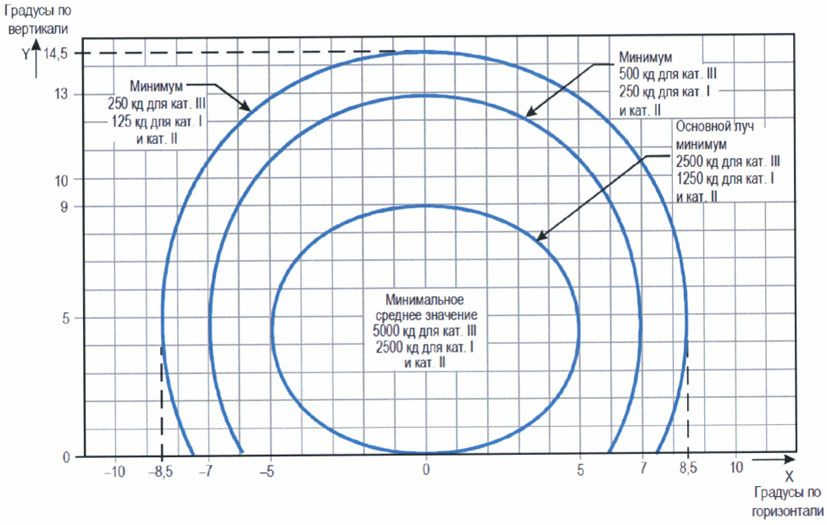 Градусы по
вертикали
Y
14,5
13
10
9
5
0
Минимум
250 кд для кат. III
125 кд для кат. I
и кат. II
Минимум
500 кд для кат. III
250 кд для кат. I
и кат. II
Основной луч
минимум
2500 кд для кат. III
1250 кд для кат. I
и кат. II
Минимальное
среднее значение
5000 кд для кат. III
2500 кд для кат. I
и кат. II
–10 –8,5 –7 –5 0 5 7 8,5 10 X
Градусы по
горизонтали